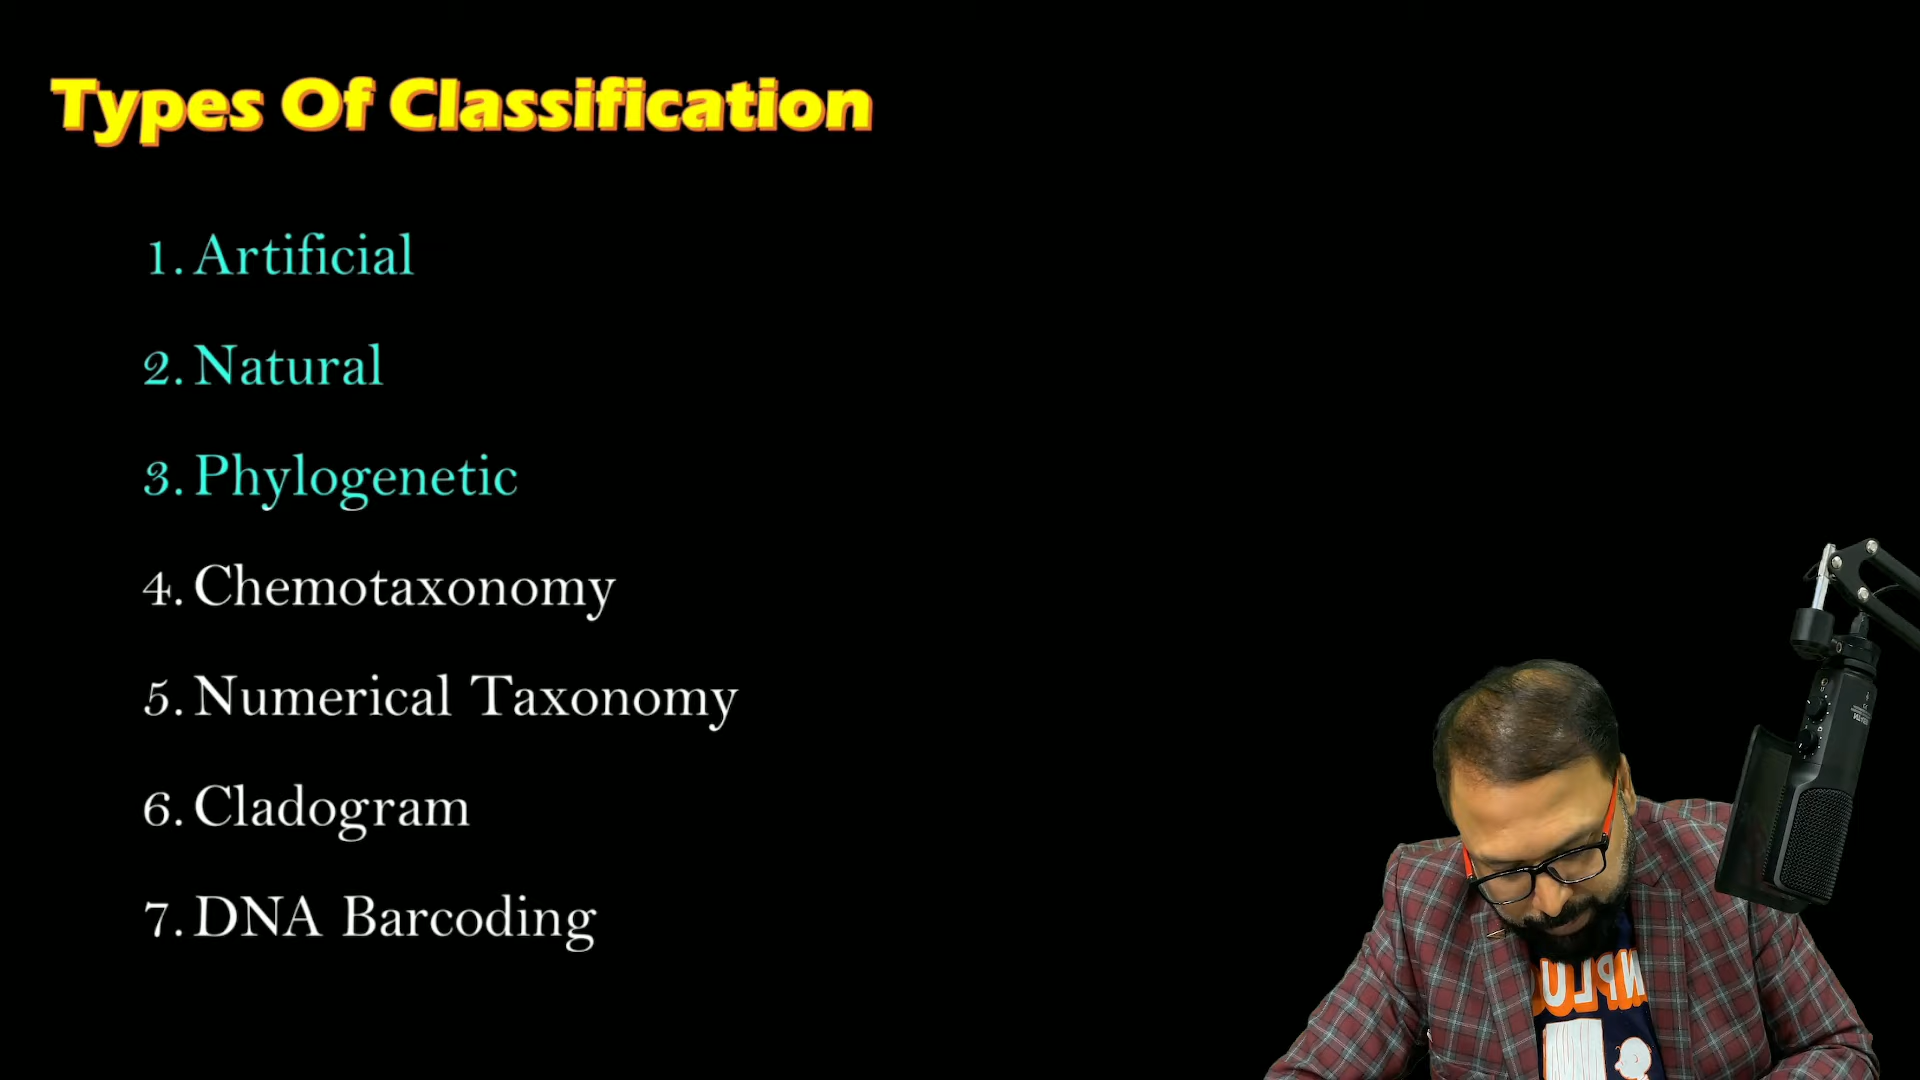 Types Of Classification
1. Artificial
2. Natural
3. Phylogenetic
4. Chemotaxonomy
5. Numerical Taxonomy
6. Cladogram
7. DNA Barcoding